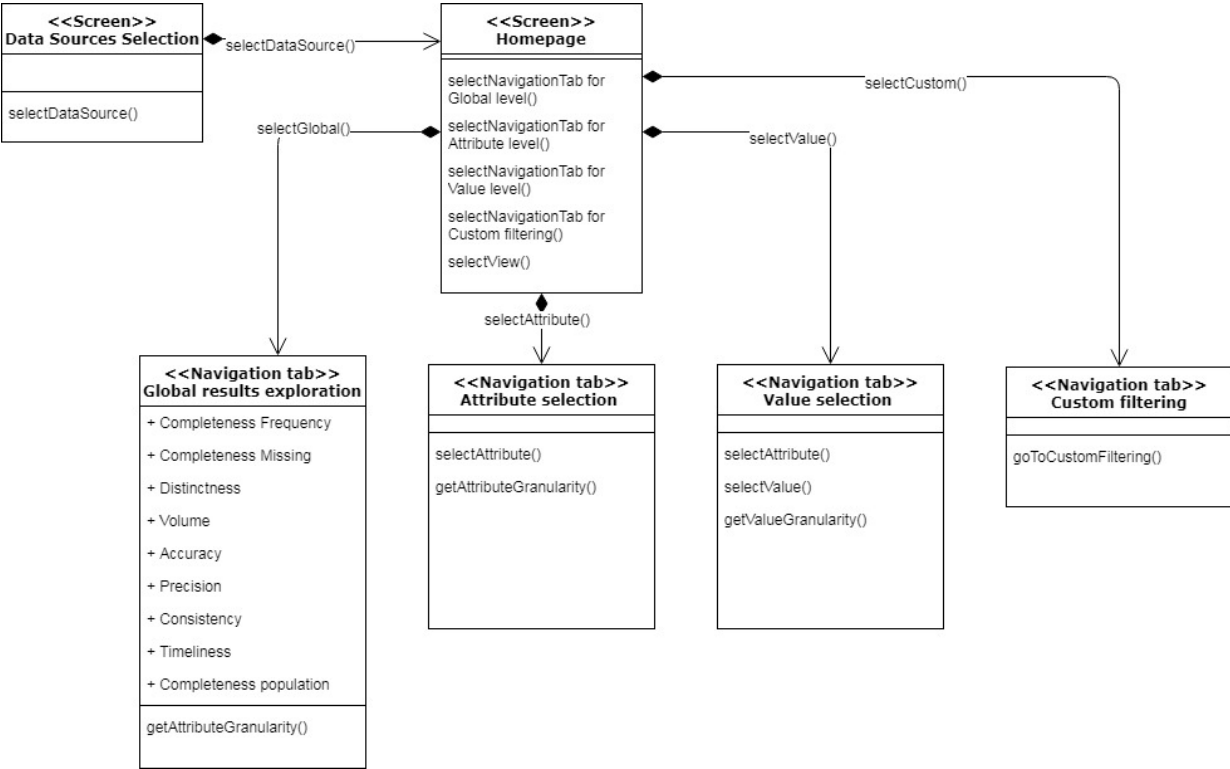 <<Screen>>
Data Sources Selection
selectDataSource()
selectDataSource()
<<Screen>>
Homepage
selectNavigationTab for
Global level()
selectNavigationTab for
Attribute level()
selectNavigationTab for
Value level()
selectNavigationTab for
Custom filtering()
selectView()
selectCustom()
selectGlobal()
selectValue()
selectAttribute()
<<Navigation tab>>
Global results exploration
+ Completeness Frequency
+ Completeness Missing
+ Distinctness
+ Volume
+ Accuracy
+ Precision
+ Consistency
+ Timeliness
+ Completeness population
getAttributeGranularity()
<<Navigation tab>>
Attribute selection
selectAttribute()
getAttributeGranularity()
<<Navigation tab>>
Value selection
selectAttribute()
selectValue()
getValueGranularity()
<<Navigation tab>>
Custom filtering
goToCustomFiltering()